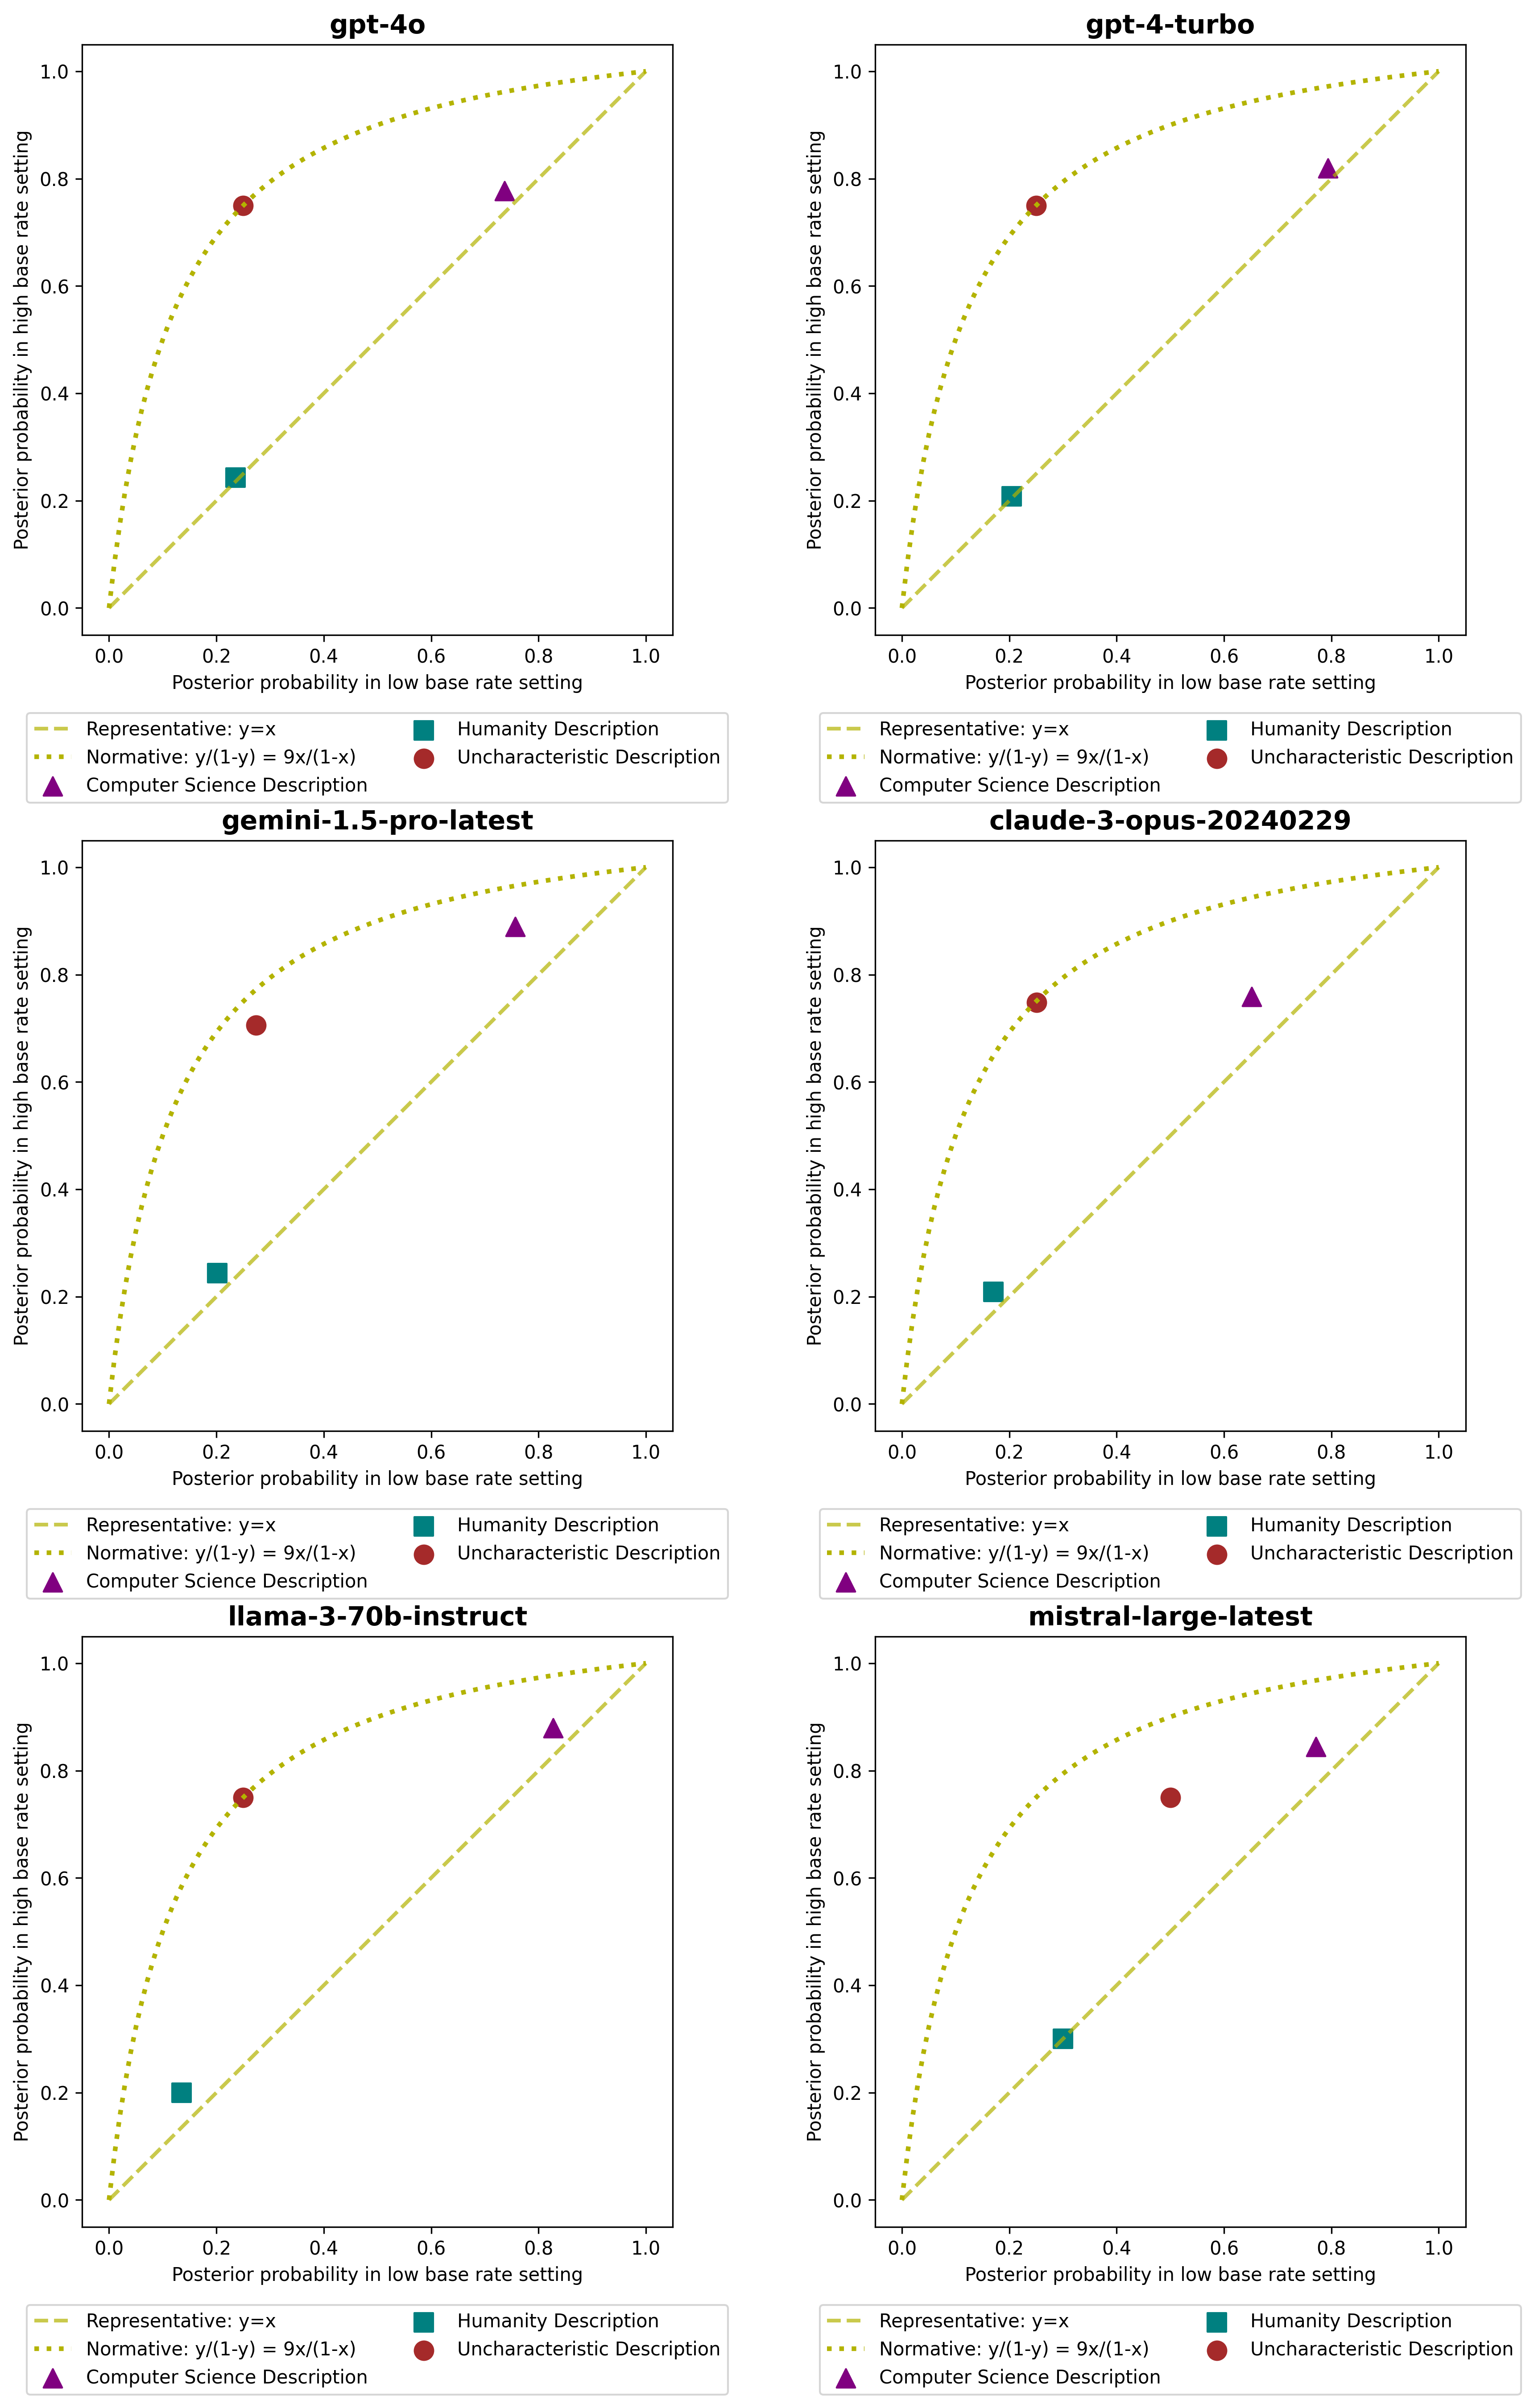 gpt-4o
Posterior probability in high base rate setting
1.0
0.8
0.6
0.4
0.2
0.0
0.0 0.2 0.4 0.6 0.8 1.0
Posterior probability in low base rate setting
Representative: y=x
Normative: y/(1-y) = 9x/(1-x)
Computer Science Description
Humanity Description
Uncharacteristic Description
gpt-4-turbo
Posterior probability in high base rate setting
1.0
0.8
0.6
0.4
0.2
0.0
0.0 0.2 0.4 0.6 0.8 1.0
Posterior probability in low base rate setting
Representative: y=x
Normative: y/(1-y) = 9x/(1-x)
Computer Science Description
Humanity Description
Uncharacteristic Description
gemini-1.5-pro-latest
Posterior probability in high base rate setting
1.0
0.8
0.6
0.4
0.2
0.0
0.0 0.2 0.4 0.6 0.8 1.0
Posterior probability in low base rate setting
Representative: y=x
Normative: y/(1-y) = 9x/(1-x)
Computer Science Description
Humanity Description
Uncharacteristic Description
claude-3-opus-20240229
Posterior probability in high base rate setting
1.0
0.8
0.6
0.4
0.2
0.0
0.0 0.2 0.4 0.6 0.8 1.0
Posterior probability in low base rate setting
Representative: y=x
Normative: y/(1-y) = 9x/(1-x)
Computer Science Description
Humanity Description
Uncharacteristic Description
llama-3-70b-instruct
Posterior probability in high base rate setting
1.0
0.8
0.6
0.4
0.2
0.0
0.0 0.2 0.4 0.6 0.8 1.0
Posterior probability in low base rate setting
Representative: y=x
Normative: y/(1-y) = 9x/(1-x)
Computer Science Description
Humanity Description
Uncharacteristic Description
mistral-large-latest
Posterior probability in high base rate setting
1.0
0.8
0.6
0.4
0.2
0.0
0.0 0.2 0.4 0.6 0.8 1.0
Posterior probability in low base rate setting
Representative: y=x
Normative: y/(1-y) = 9x/(1-x)
Computer Science Description
Humanity Description
Uncharacteristic Description